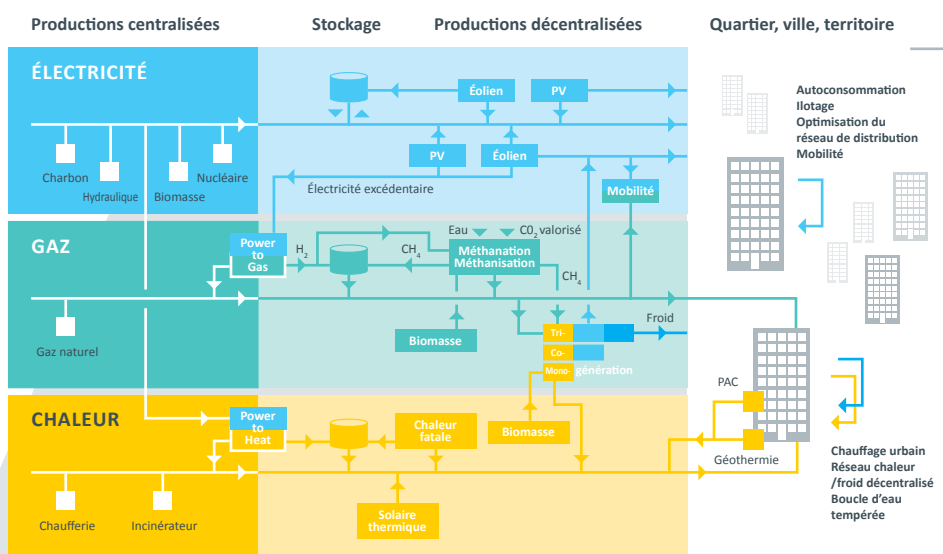 Productions centralisées
Stockage
Productions décentralisées
Quartier, ville, territoire
ÉLECTRICITÉ
Éolien
PV
Charbon
Hydraulique
Biomasse
Nucléaire
PV
Éolien
Électricité excédentaire
Mobilité
Autoconsommation
Ilotage
Optimisation du
réseau de distribution
Mobilité
GAZ
Power
to
Gas
H2
CH4
Eau
C02 valorisé
Méthanation
Méthanisation
CH4
Gaz naturel
Biomasse
Tri-
Co-
Mono-
génération
Froid
CHALEUR
Power
to
Heat
Chaleur
fatale
Biomasse
PAC
Géothermie
Chaufferie
Incinérateur
Solaire
thermique
Chauffage urbain
Réseau chaleur
/froid décentralisé
Boucle d'eau
tempérée